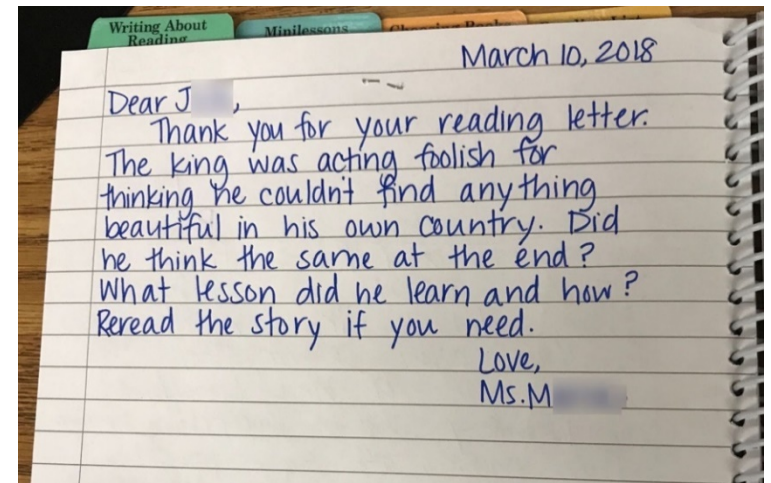 Writing About
Reading
Minilessons
March 10, 2018
Dear J ,
Thank you for your reading letter.
The king was acting foolish for
thinking he couldn't find anything
beautiful in his own country. Did
he think the same at the end?
What lesson did he learn and how?
Reread the story if you need.
Love,
Ms. M